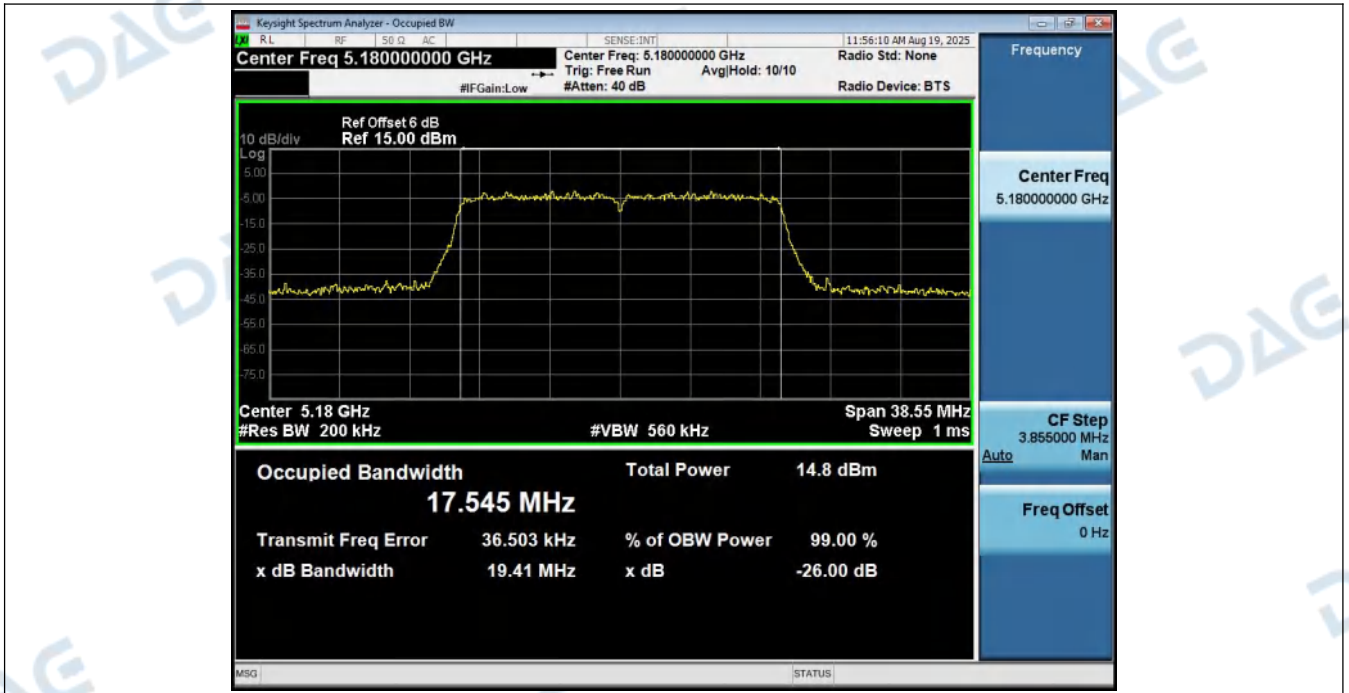 DAG
Keysight Spectrum Analyzer - Occupied BW
LXI RL RF 50 Ω AC SENSE:INT 11:56:10 AM Aug 19, 2025
Center Freq 5.180000000 GHz Center Freq: 5.180000000 GHz Radio Std: None
Trig: Free Run Avg|Hold: 10/10
#IFGain:Low #Atten: 40 dB Radio Device: BTS
Ref Offset 6 dB
10 dB/div Ref 15.00 dBm
Log
5.00
-5.00
-15.0
-25.0
-35.0
-45.0
-55.0
-65.0
-75.0
Center 5.18 GHz Span 38.55 MHz
#Res BW 200 kHz #VBW 560 kHz Sweep 1 ms
Occupied Bandwidth Total Power 14.8 dBm
17.545 MHz
Transmit Freq Error 36.503 kHz % of OBW Power 99.00 %
x dB Bandwidth 19.41 MHz x dB -26.00 dB
MSG STATUS
Frequency
Center Freq
5.180000000 GHz
CF Step
3.855000 MHz
Auto Man
Freq Offset
0 Hz
DAG